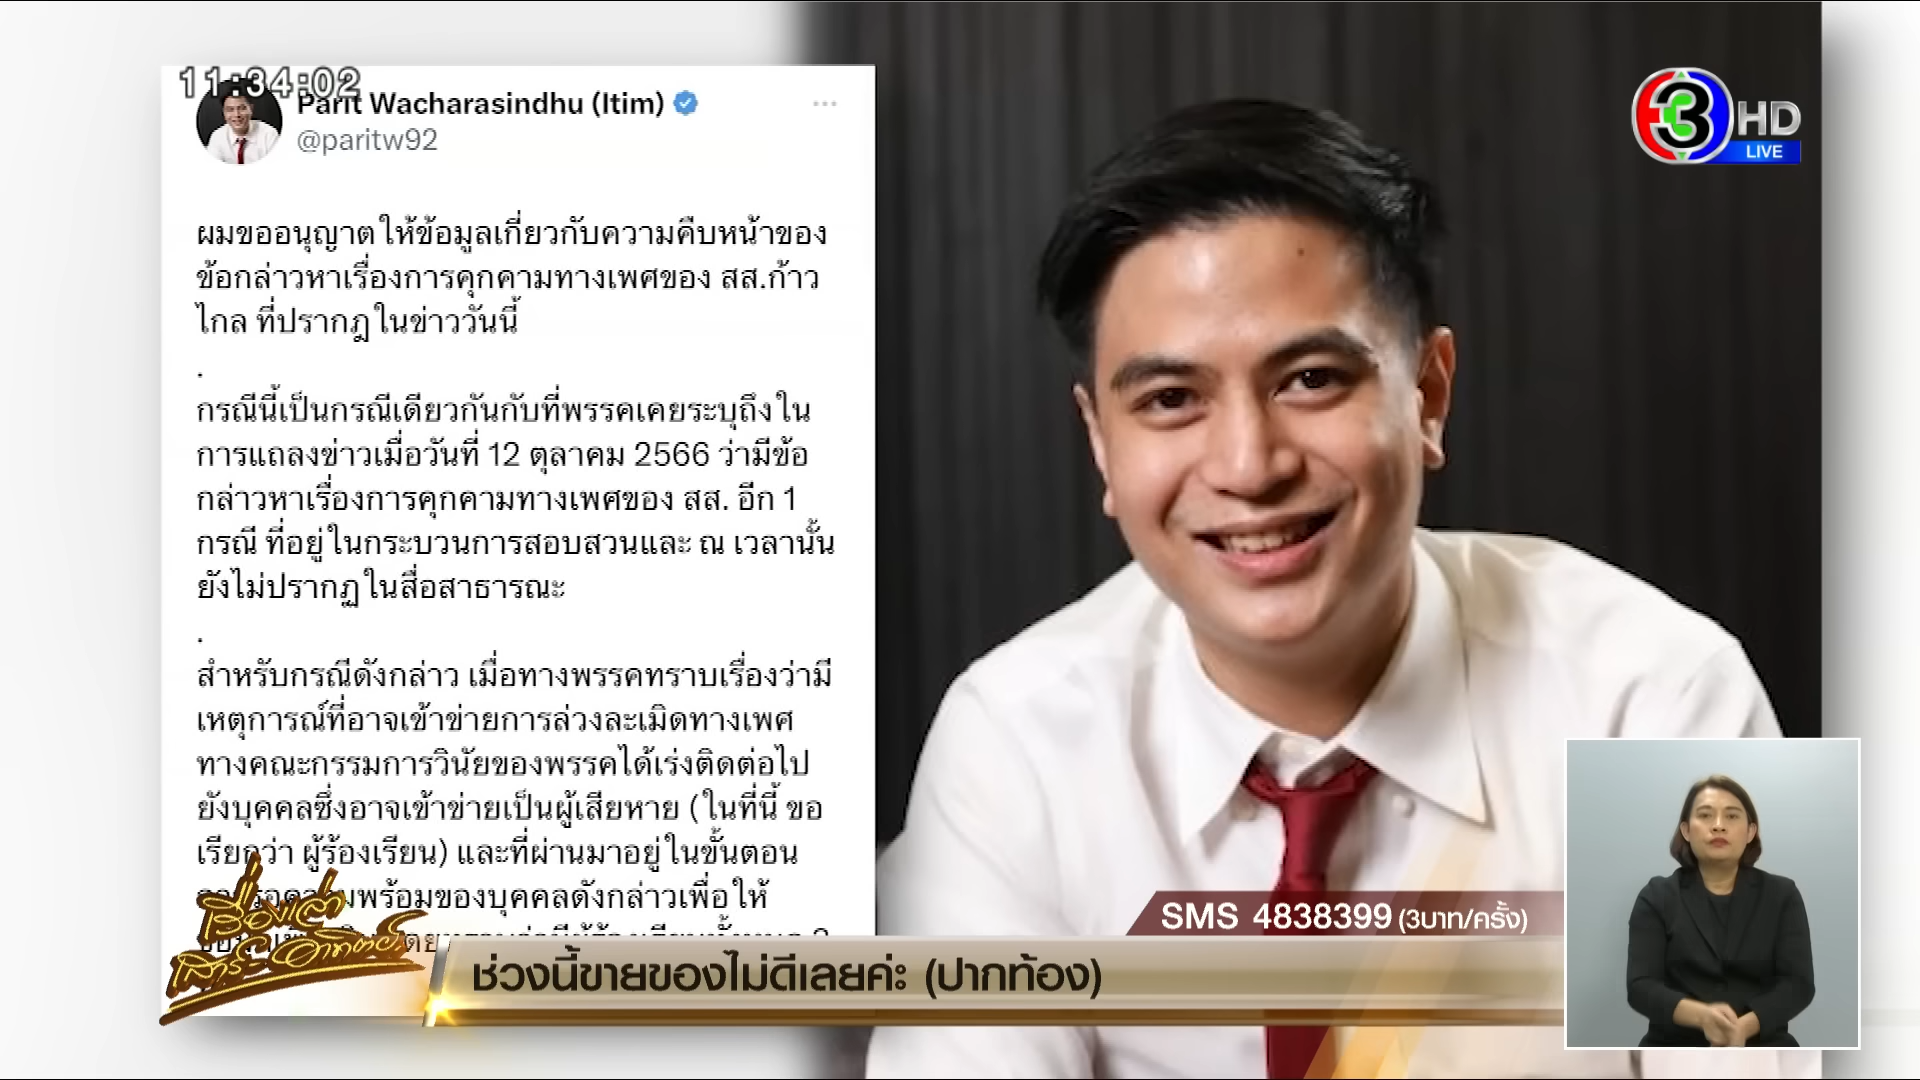 11:34:02
Parit Wacharasindhu (Itim)
@paritw92
ผมขออนุญาตให้ข้อมูลเกี่ยวกับความคืบหน้าของ
ข้อกล่าวหาเรื่องการคุกคามทางเพศของ สส.ก้าว
ไกล ที่ปรากฎในข่าววันนี้
.
กรณีนี้เป็นกรณีเดียวกันกับที่พรรคเคยระบุถึงใน
การแถลงข่าวเมื่อวันที่ 12 ตุลาคม 2566 ว่ามีข้อ
กล่าวหาเรื่องการคุกคามทางเพศของ สส. อีก 1
กรณี ที่อยู่ในกระบวนการสอบสวนและ ณ เวลานั้น
ยังไม่ปรากฏในสื่อสาธารณะ
.
สำหรับกรณีดังกล่าว เมื่อทางพรรคทราบเรื่องว่ามี
เหตุการณ์ที่อาจเข้าข่ายการล่วงละเมิดทางเพศ
ทางคณะกรรมการวินัยของพรรคได้เร่งติดต่อไป
ยังบุคคลซึ่งอาจเข้าข่ายเป็นผู้เสียหาย (ในที่นี้ ขอ
เรียกว่า ผู้ร้องเรียน) และที่ผ่านมาอยู่ในขั้นตอน
พร้อมของบุคคลดังกล่าวเพื่อให้
3 HD
LIVE
SMS 4838399 (3บาท/ครั้ง)
เรื่องเล่า
เสาร์-อาทิตย์
ช่วงนี้ขายของไม่ดีเลยค่ะ (ปากท้อง)